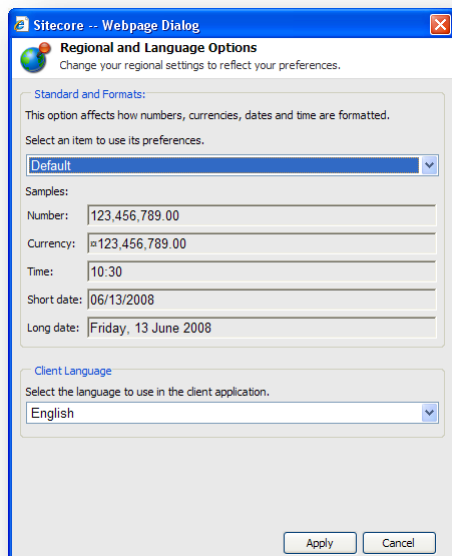 Sitecore -- Webpage Dialog
Regional and Language Options
Change your regional settings to reflect your preferences.
Standard and Formats:
This option affects how numbers, currencies, dates and time are formatted.
Select an item to use its preferences.
Default
Samples:
Number: 123,456,789.00
Currency: ¤123,456,789.00
Time: 10:30
Short date: 06/13/2008
Long date: Friday, 13 June 2008
Client Language
Select the language to use in the client application.
English
Apply Cancel